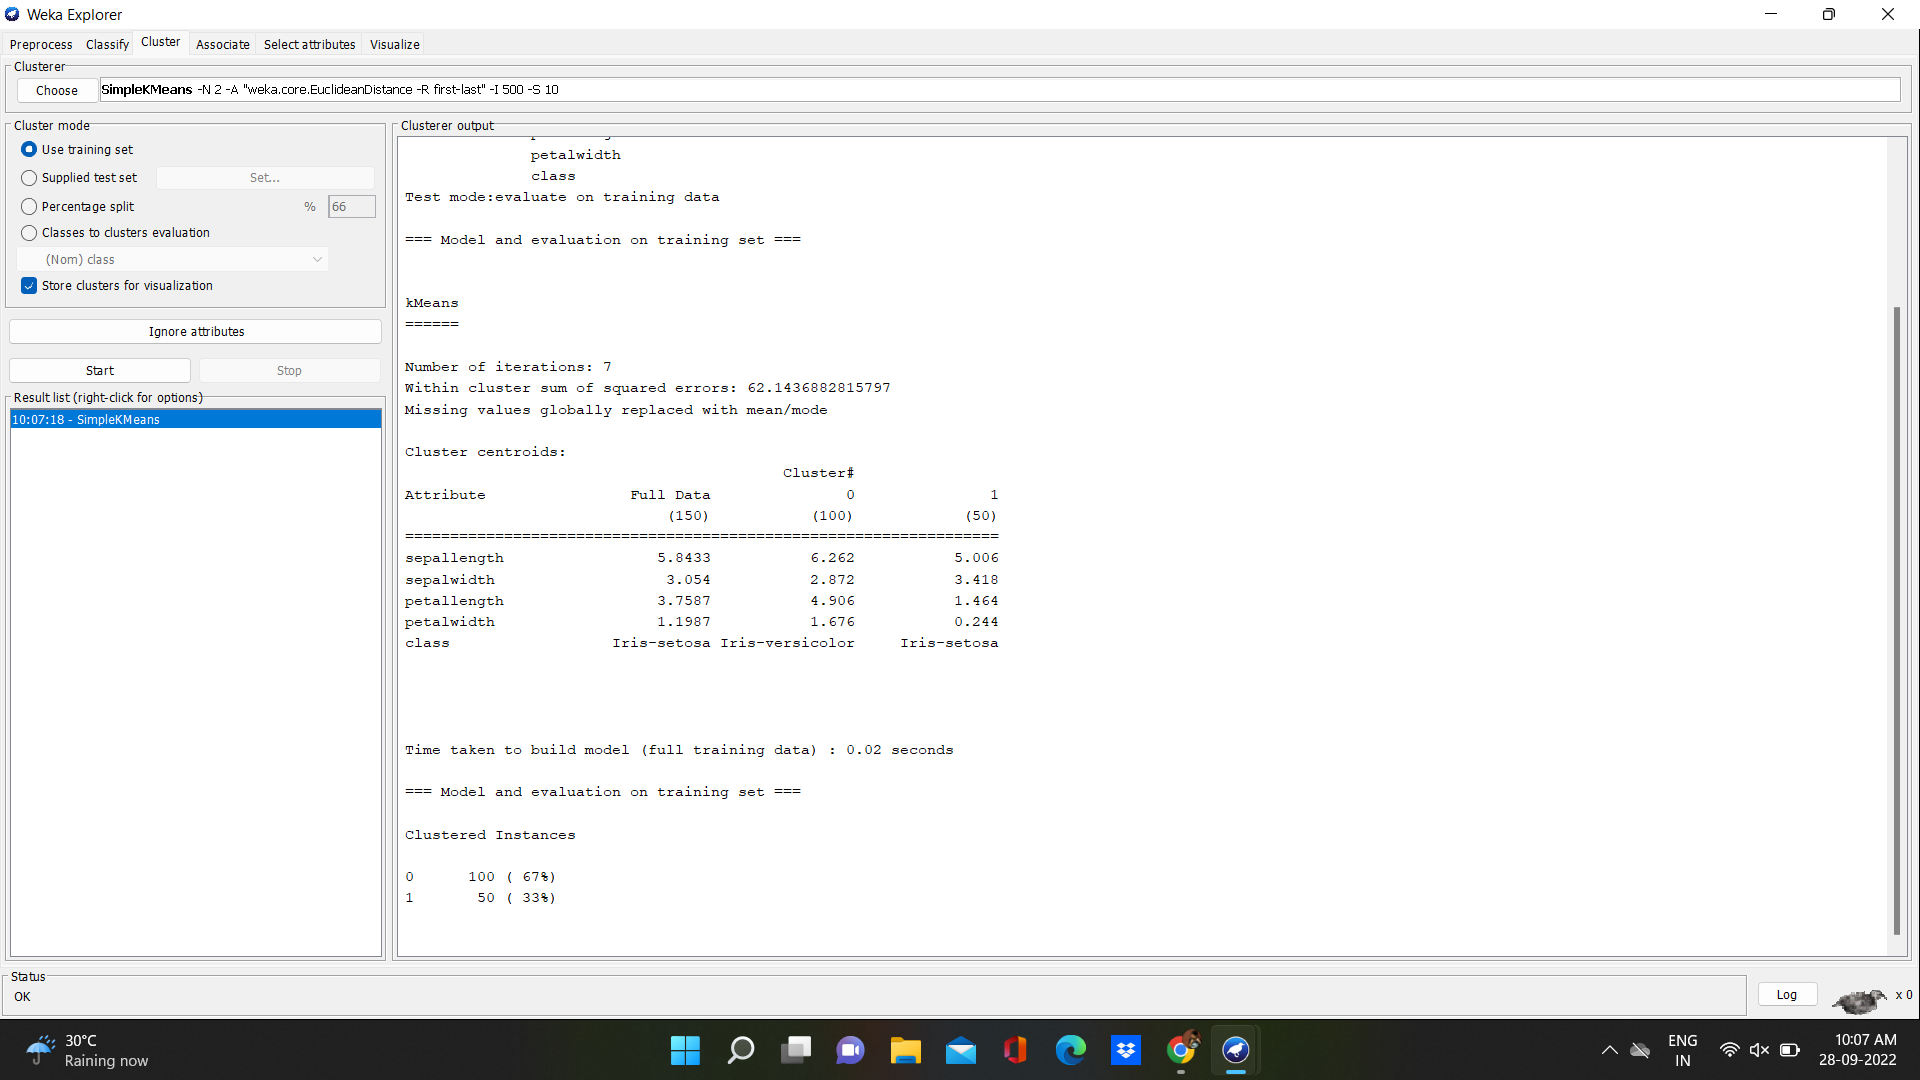 Weka Explorer
Preprocess Classify Cluster Associate Select attributes Visualize
Clusterer
Choose SimpleKMeans -N 2 -A "weka.core.EuclideanDistance -R first-last" -I 500 -S 10
Cluster mode
Use training set
Supplied test set Set...
Percentage split % 66
Classes to clusters evaluation
(Nom) class
Store clusters for visualization
Ignore attributes
Start Stop
Result list (right-click for options)
10:07:18 - SimpleKMeans
Clusterer output
petalwidth
class
Test mode:evaluate on training data
=== Model and evaluation on training set ===
kMeans
======
Number of iterations: 7
Within cluster sum of squared errors: 62.1436882815797
Missing values globally replaced with mean/mode
Cluster centroids:
Cluster#
Attribute Full Data 0 1
(150) (100) (50)
==================================================================
sepallength 5.8433 6.262 5.006
sepalwidth 3.054 2.872 3.418
petallength 3.7587 4.906 1.464
petalwidth 1.1987 1.676 0.244
class Iris-setosa Iris-versicolor Iris-setosa
Time taken to build model (full training data) : 0.02 seconds
=== Model and evaluation on training set ===
Clustered Instances
0 100 ( 67%)
1 50 ( 33%)
Status
OK
Log
x 0
30°C
Raining now
ENG
IN
10:07 AM
28-09-2022